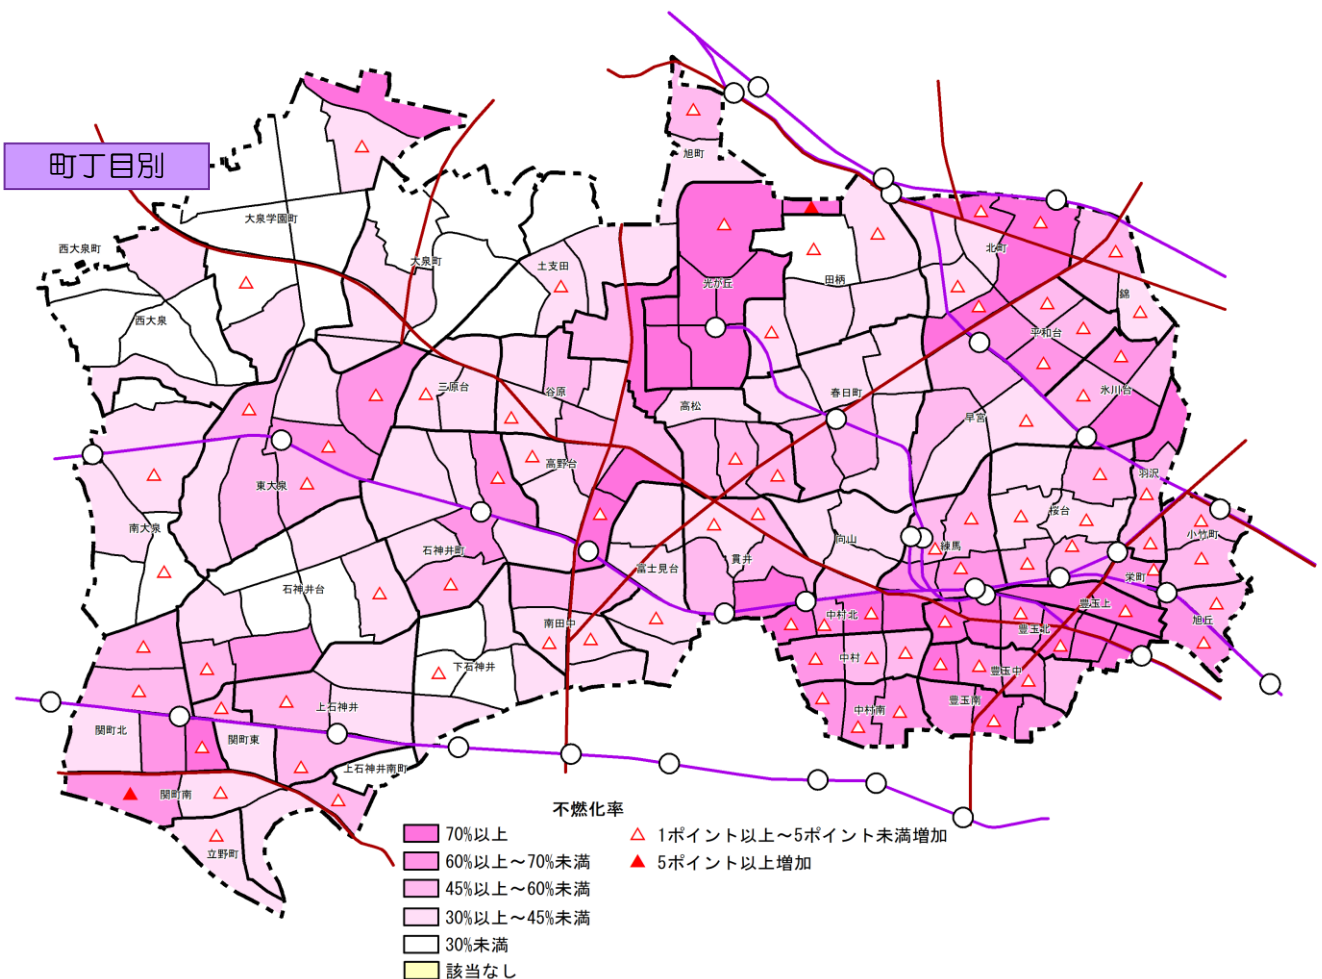 町丁目別
旭町
大泉学園町
西大泉町
大泉町
土支田
北町
光が丘
田柄
錦
西大泉
平和台
三原台
谷原
春日町
氷川台
高松
早宮
高野台
羽沢
東大泉
桜台
南大泉
小竹町
石神井町
向山
練馬
貫井
富士見台
栄町
石神井台
豊玉上
中村北
旭丘
南田中
豊玉北
下石神井
中村
豊玉中
上石神井
豊玉南
中村南
関町北
関町東
上石神井南町
関町南
立野町
不燃化率
70%以上
1ポイント以上～5ポイント未満増加
60%以上～70%未満
5ポイント以上増加
45%以上～60%未満
30%以上～45%未満
30%未満
該当なし